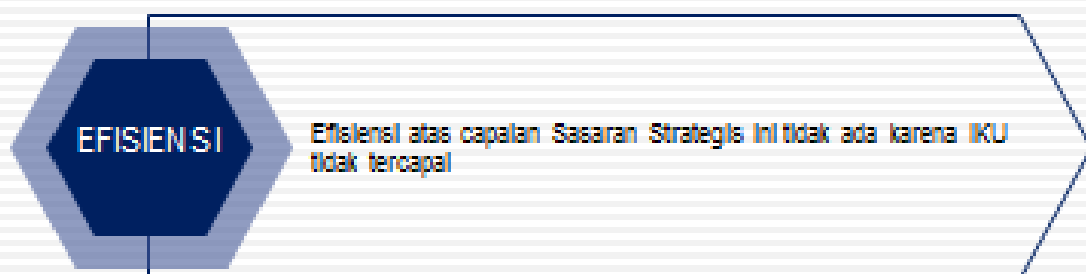 EFISIENSI
Efisiensi atas capaian Sasaran Strategis ini tidak ada karena IKU
tidak tercapai